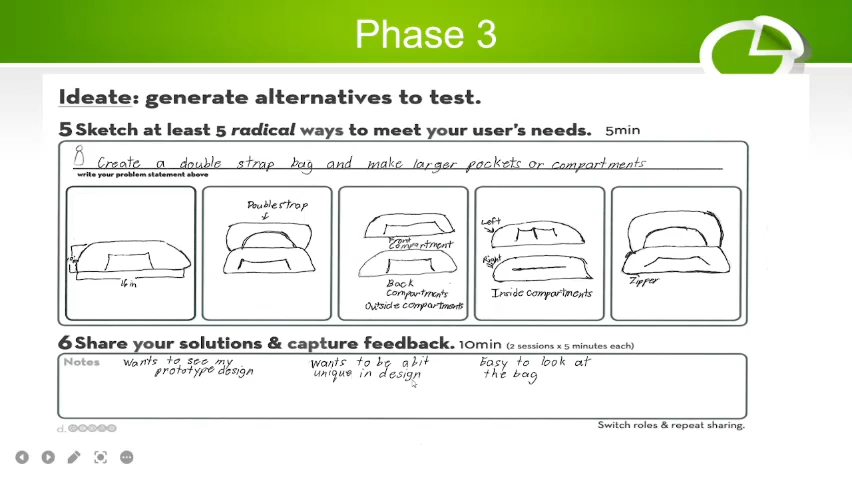 Phase 3
Ideate: generate alternatives to test.
5 Sketch at least 5 radical ways to meet your user's needs. 5min
8 Create a double strap bag and make larger pockets or compartments
write your problem statement above
16 in
Double strap
Front
Compartment
Back
Compartments
Outside compartments
Left
Right
Inside compartments
Zipper
6 Share your solutions & capture feedback. 10min (2 sessions x 5 minutes each)
Notes
wants to see my
prototype design
wants to be a bit
unique in design
Easy to look at
the bag
d.
Switch roles & repeat sharing.